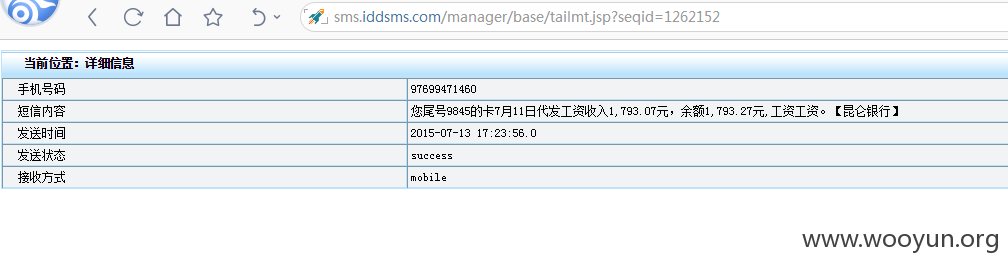 sms.iddsms.com/manager/base/tailmt.jsp?seqid=1262152
当前位置：详细信息
手机号码 97699471460
短信内容 您尾号9845的卡7月11日代发工资收入1,793.07元，余额1,793.27元,工资工资。【昆仑银行】
发送时间 2015-07-13 17:23:56.0
发送状态 success
接收方式 mobile
www.wooyun.org